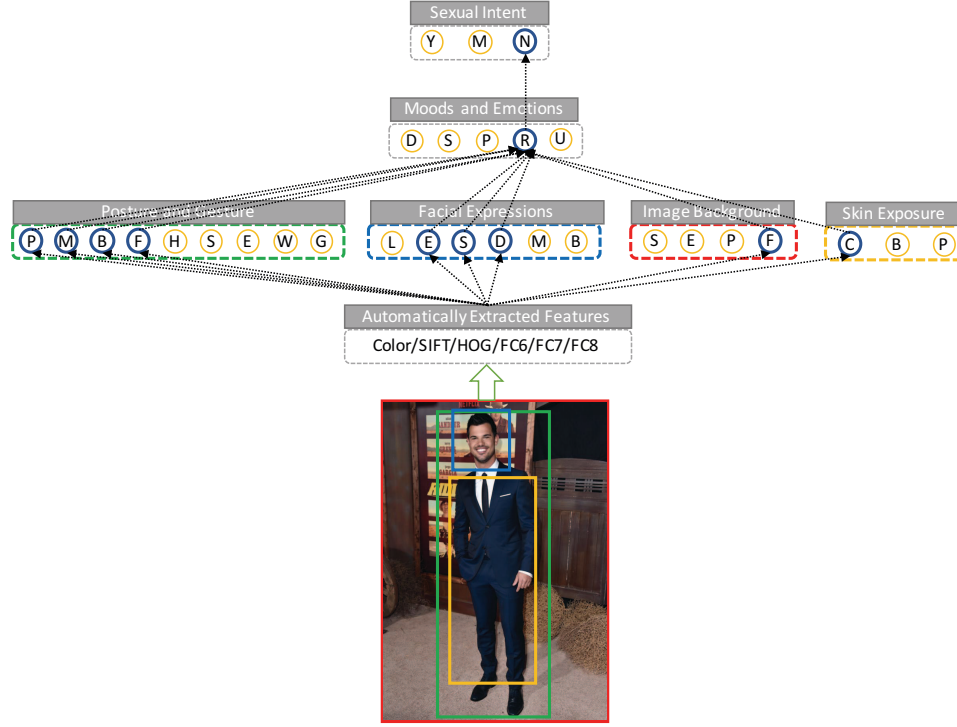 Sexual Intent
Y M N
Moods and Emotions
D S P R U
Posture and Gesture
P M B F H S E W G
Facial Expressions
L E S D M B
Image Background
S E P F
Skin Exposure
C B P
Automatically Extracted Features
Color/SIFT/HOG/FC6/FC7/FC8